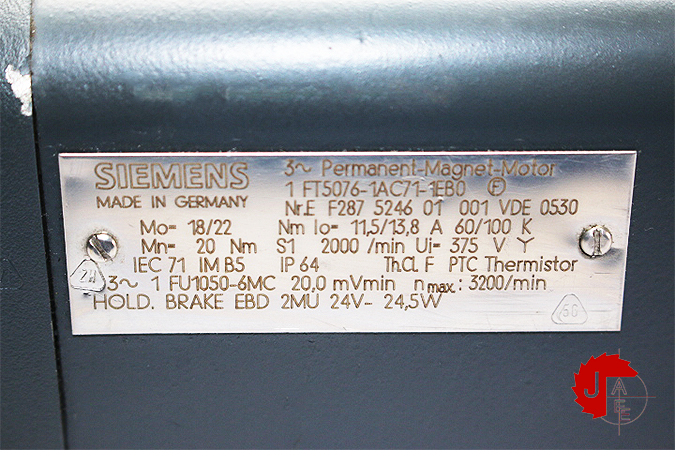 SIEMENS
3~ Permanent-Magnet-Motor
1 FT5076-1AC71-1EB0 F
MADE IN GERMANY
Nr.E F287 5246 01 001 VDE 0530
Mo= 18/22 Nm Io= 11,5/13,8 A 60/100 K
Mn= 20 Nm S1 2000 /min Ui= 375 V Y
IEC 71 IM B5 IP 64 Th.Cl. F PTC Thermistor
3~ 1 FU1050-6MC 20,0 mV/min n max.: 3200/min
HOLD. BRAKE EBD 2MU 24V- 24,5W
J